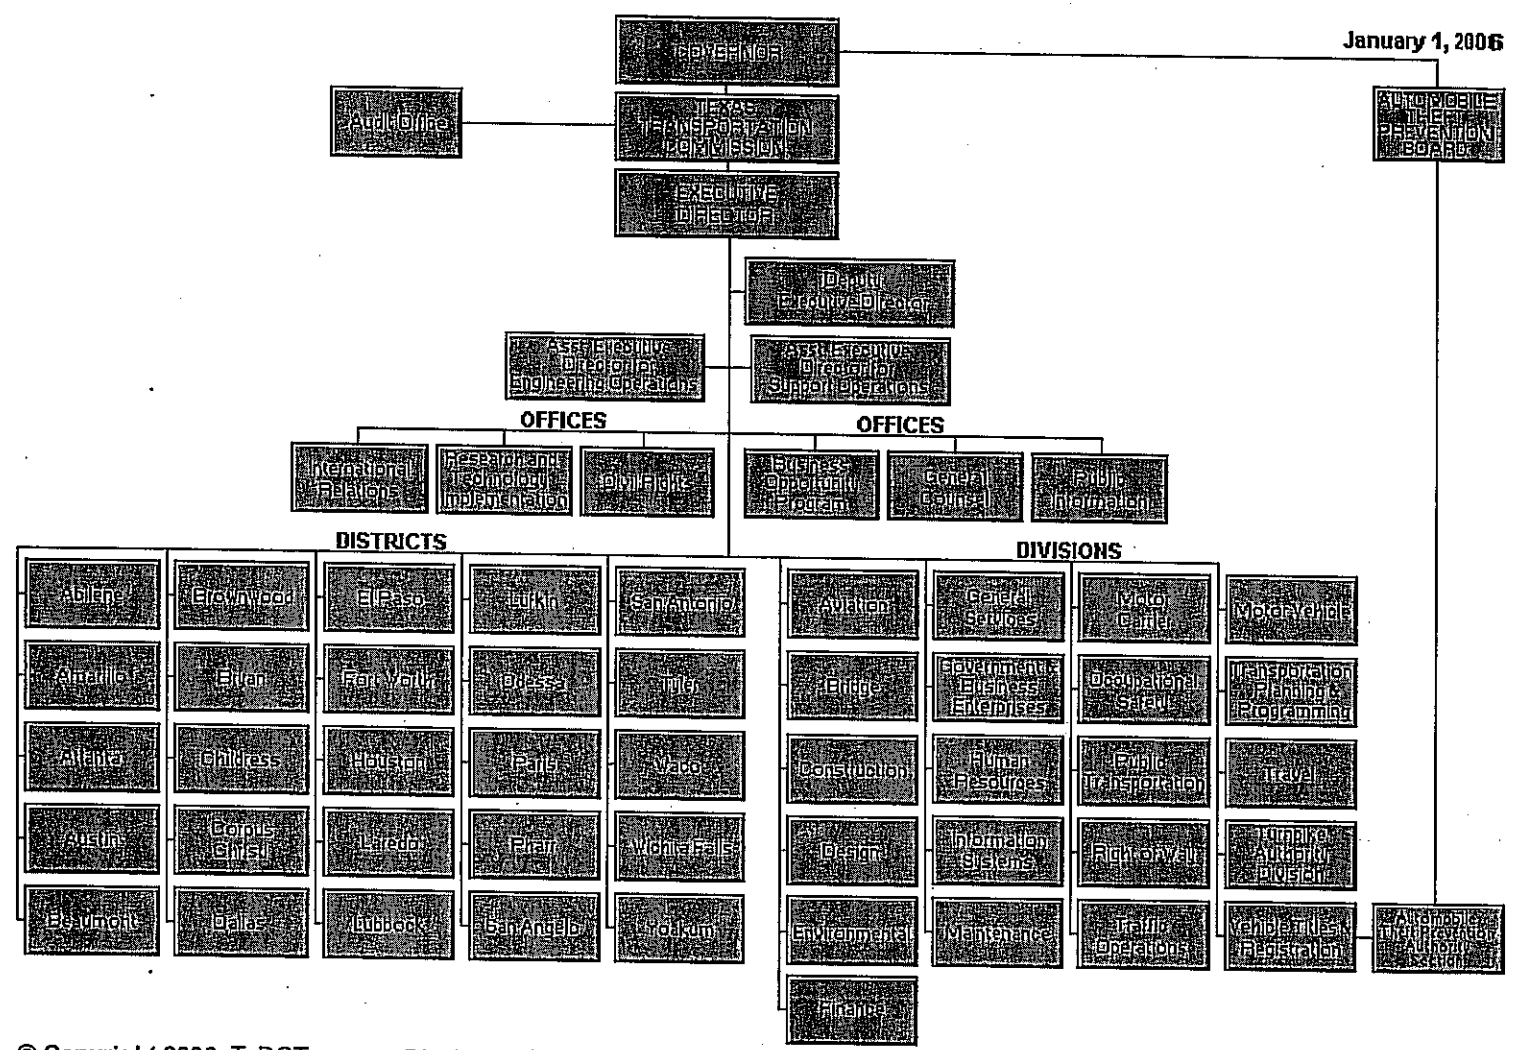 January 1, 2006
GOVERNOR
Audit Office
TEXAS
TRANSPORTATION
COMMISSION
AUTOMOBILE
THEFT
PREVENTION
BOARD
EXECUTIVE
DIRECTOR
Deputy
Executive Director
Asst. Executive
Director for
Engineering Operations
Asst. Executive
Director for
Support Operations
OFFICES
OFFICES
International
Relations
Research and
Technology
Implementation
Civil Rights
Business
Opportunity
Program
General
Counsel
Public
Information
DISTRICTS
DIVISIONS
Abilene
Brownwood
El Paso
Lufkin
San Antonio
Aviation
General
Services
Motor
Carrier
Motor Vehicle
Amarillo
Bryan
Fort Worth
Odessa
Tyler
Bridge
Government &
Business
Enterprises
Occupational
Safety
Transportation
Planning &
Programming
Atlanta
Childress
Houston
Paris
Waco
Construction
Human
Resources
Public
Transportation
Travel
Austin
Corpus
Christi
Laredo
Pharr
Wichita Falls
Design
Information
Systems
Right of Way
Turnpike
Authority
Division
Beaumont
Dallas
Lubbock
San Angelo
Yoakum
Environmental
Maintenance
Traffic
Operations
Vehicle Titles &
Registration
Automobile
Theft Prevention
Authority
Section
Finance